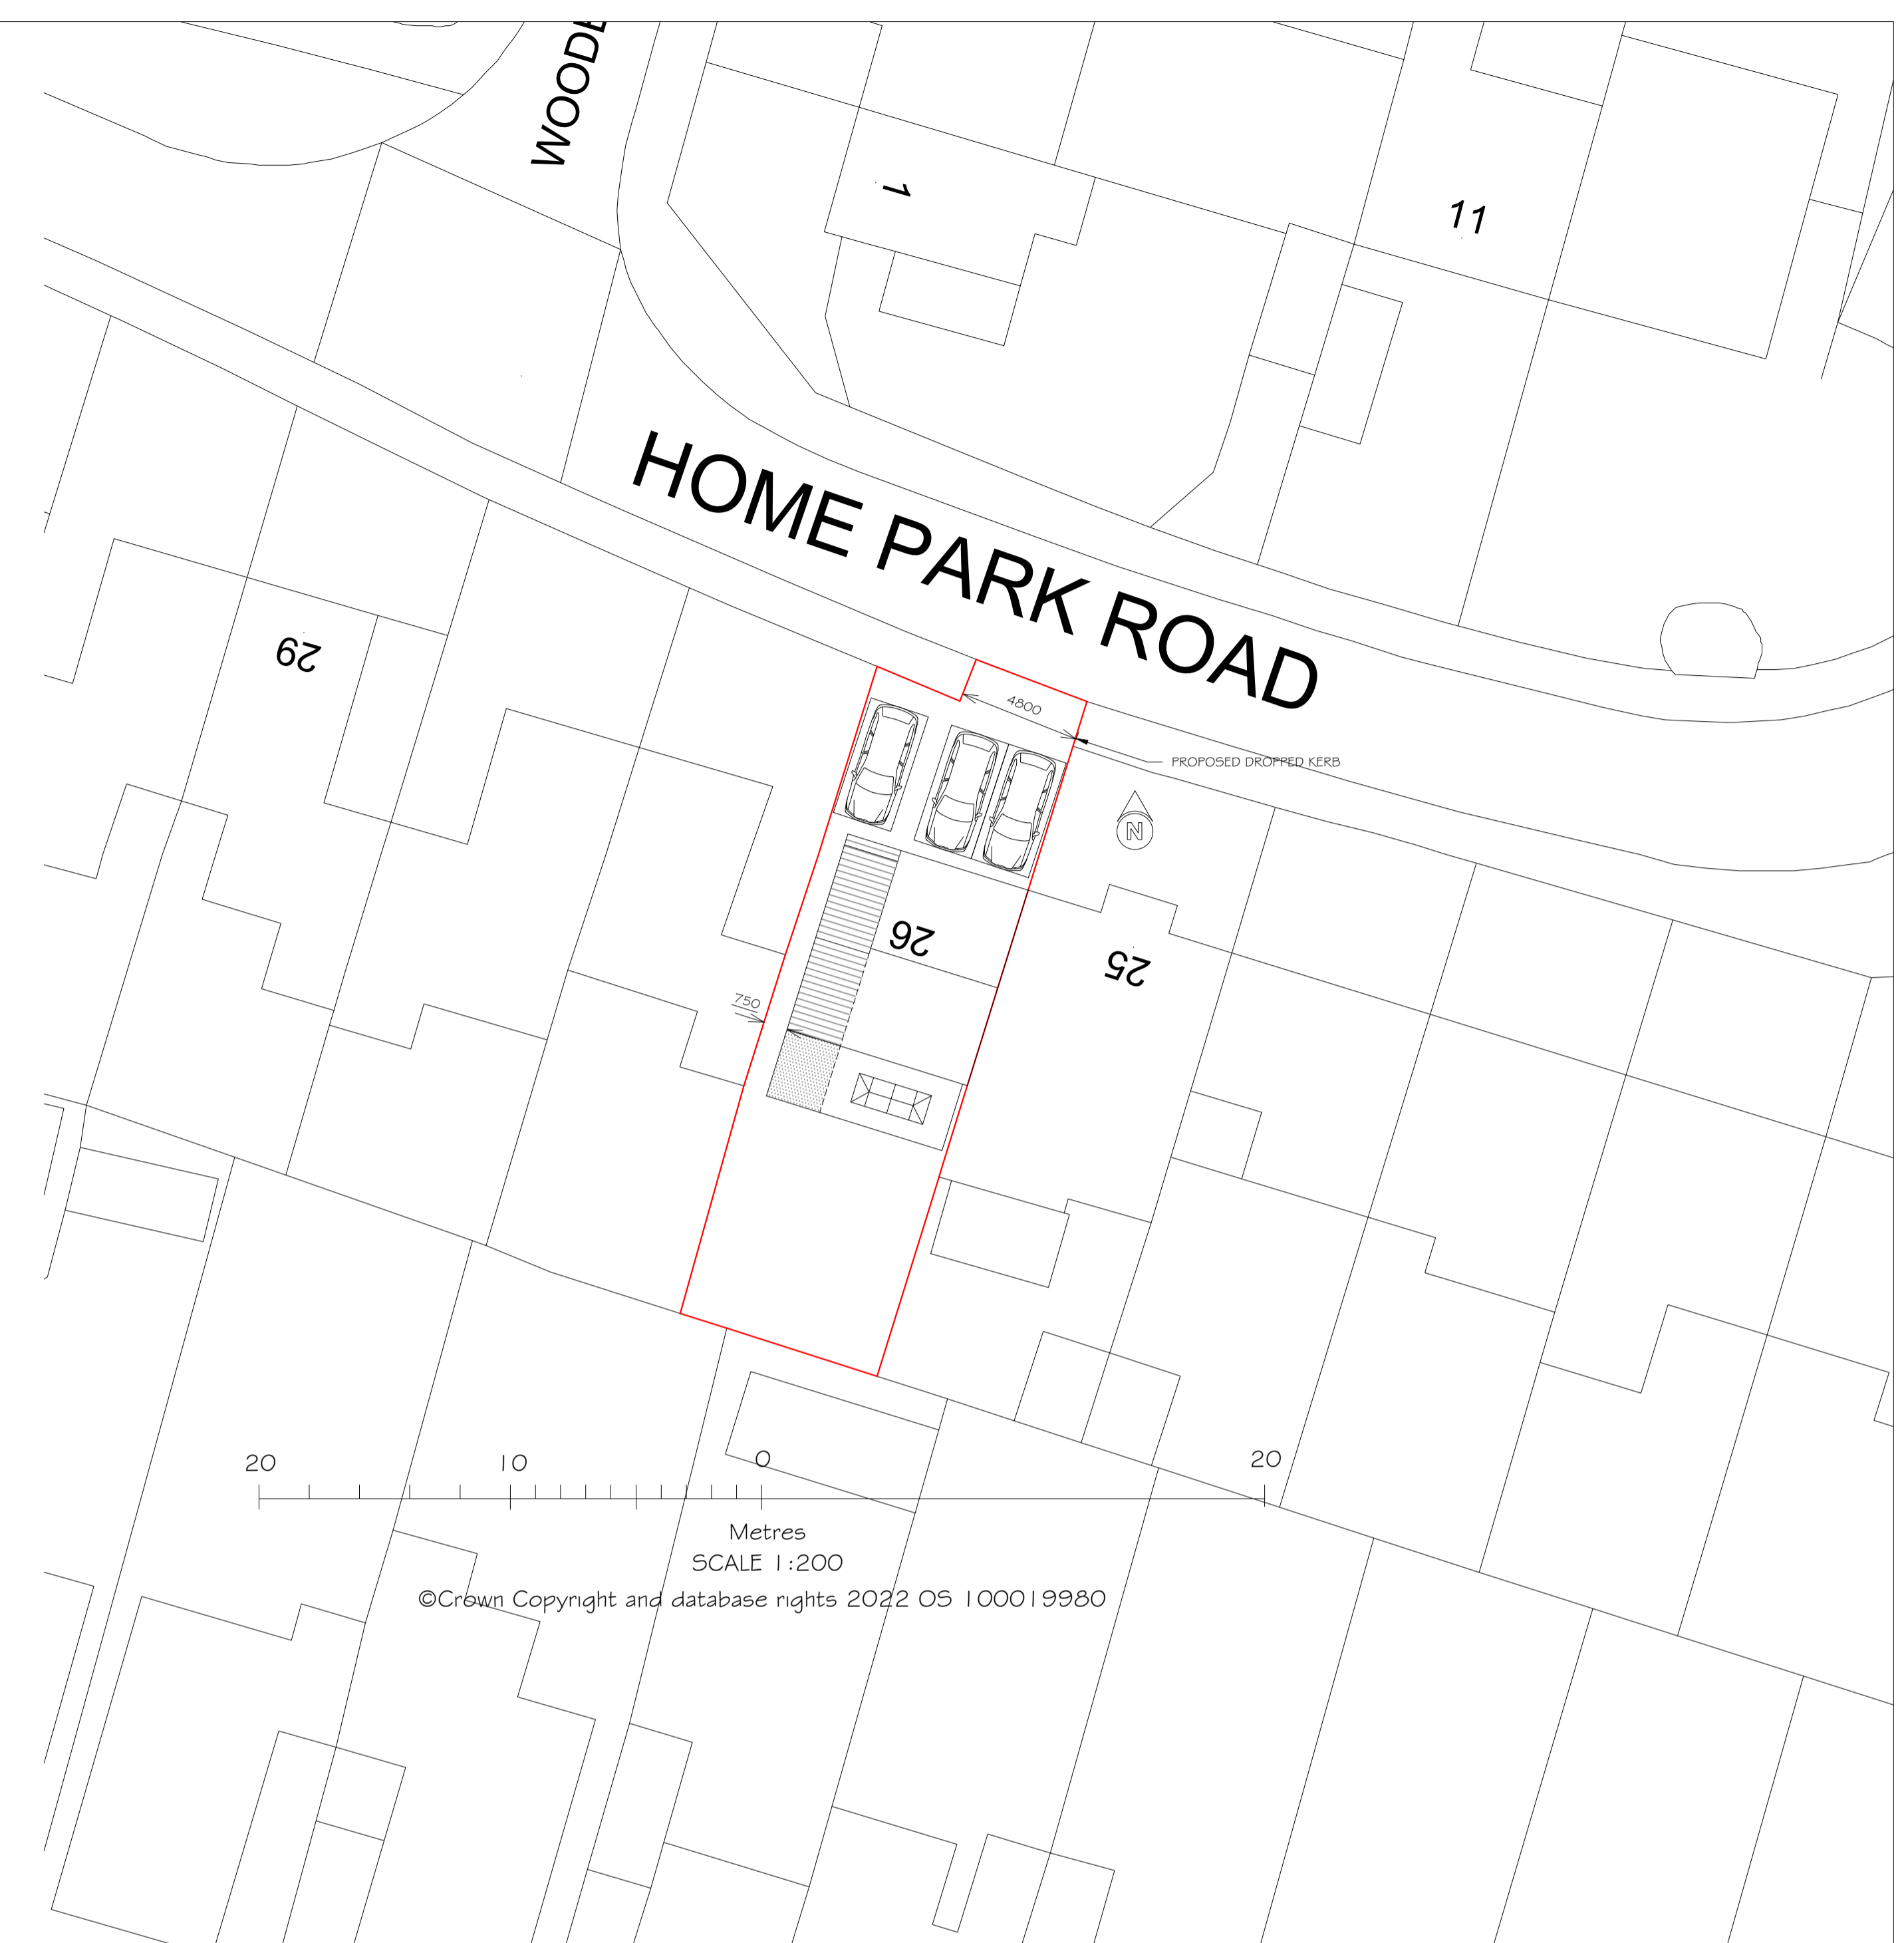 WOODE
1
11
HOME PARK ROAD
29
4800
PROPOSED DROPPED KERB
N
26
25
750
20 10 0 20
Metres
SCALE 1:200
©Crown Copyright and database rights 2022 OS 100019980